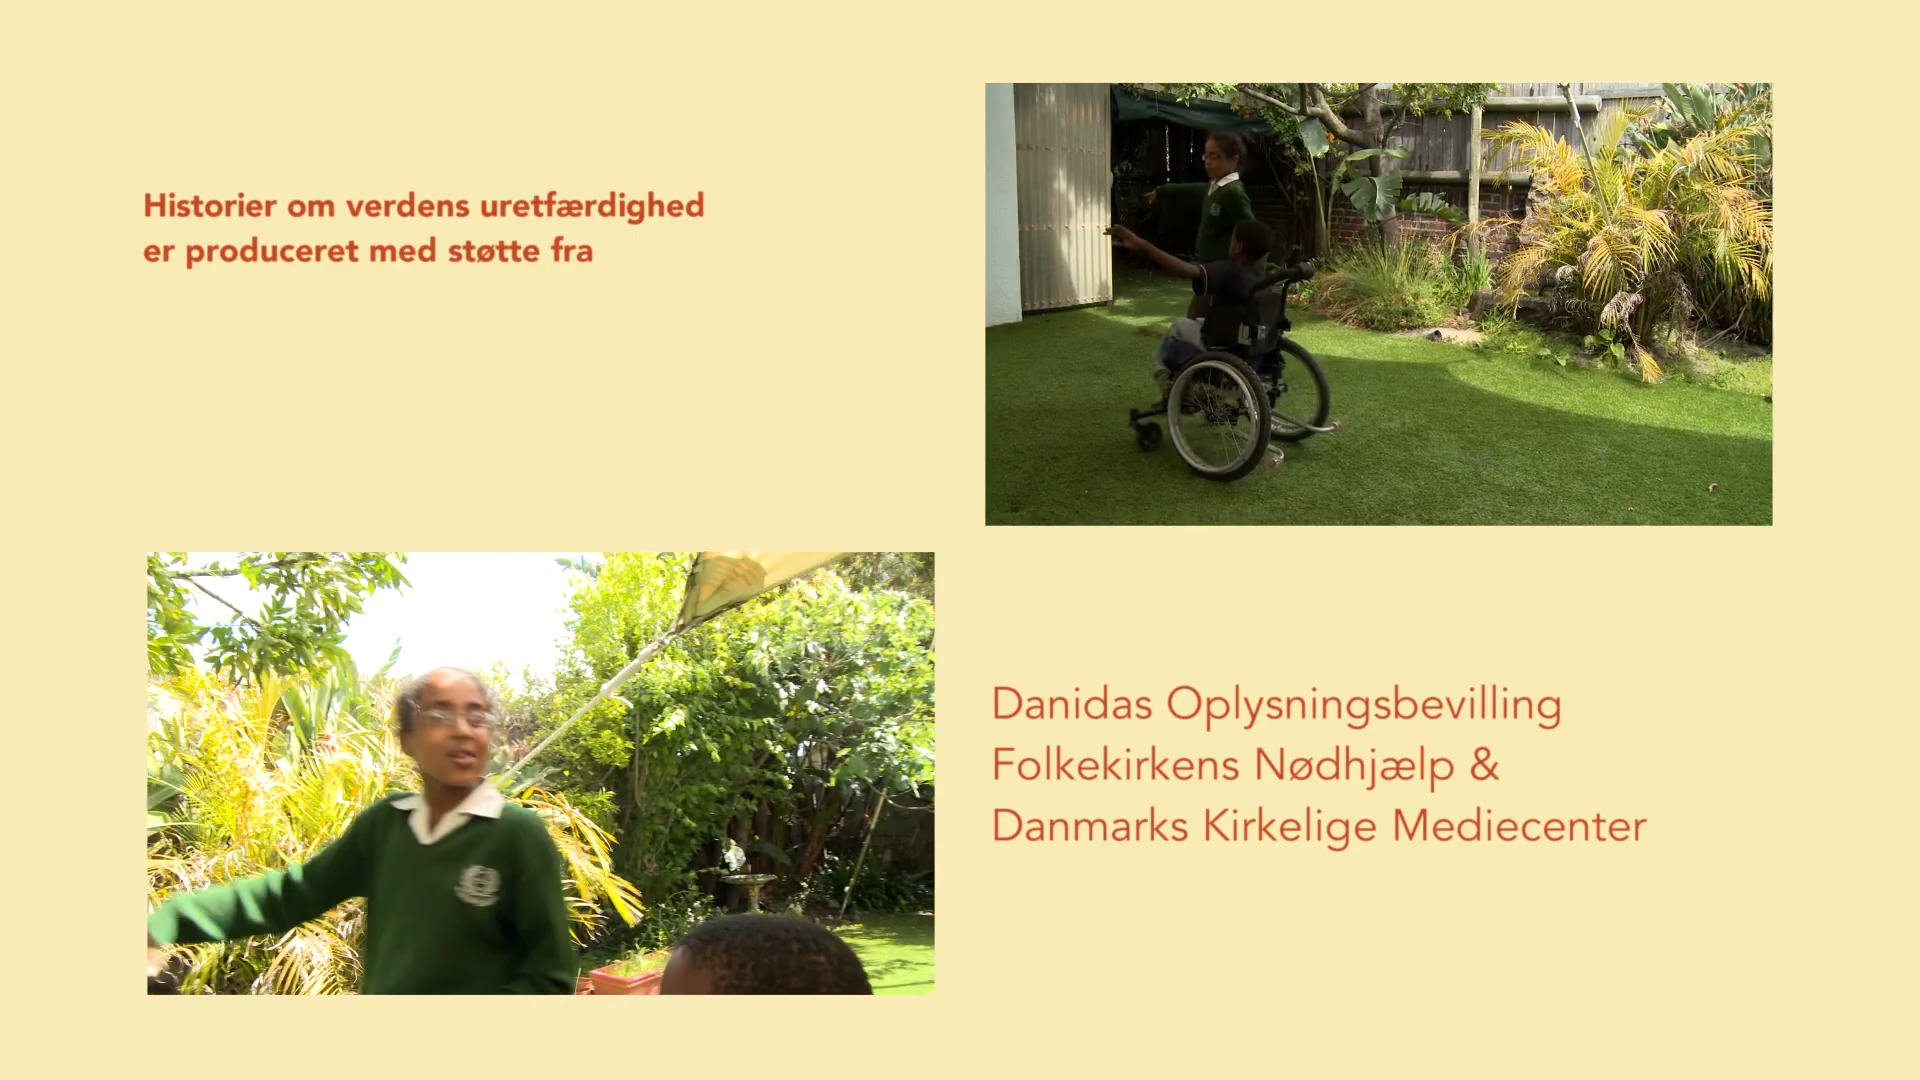 Historier om verdens uretfærdighed
er produceret med støtte fra
Danidas Oplysningsbevilling
Folkekirkens Nødhjælp &
Danmarks Kirkelige Mediecenter